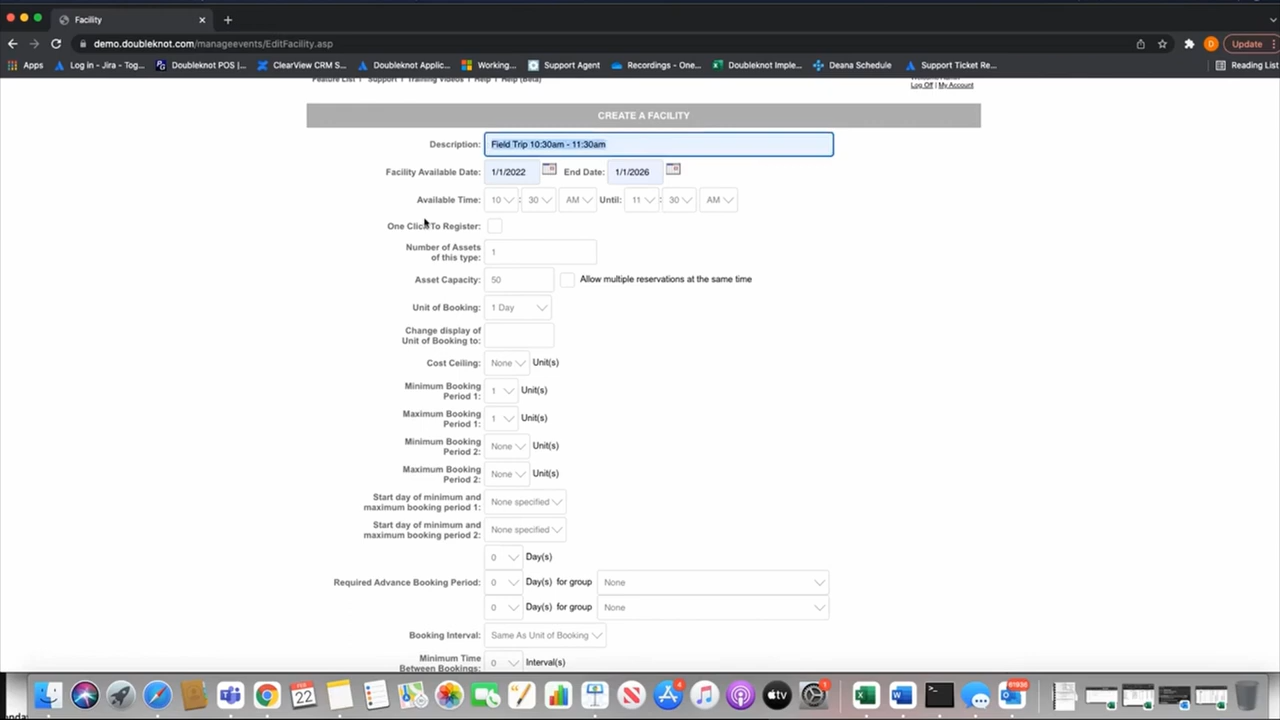 Facility
demo.doubleknot.com/manageevents/EditFacility.asp
D
Update
Apps
Log in - Jira - Tog...
Doubleknot POS |...
ClearView CRM S...
Doubleknot Applic...
Working...
Support Agent
Recordings - One...
Doubleknot Imple...
Deana Schedule
Support Ticket Re...
Reading List
Feature List | Support | Training Videos | Help | Help (Beta)
Log Off | My Account
CREATE A FACILITY
Description: Field Trip 10:30am - 11:30am
Facility Available Date: 1/1/2022 End Date: 1/1/2026
Available Time: 10 : 30 AM Until: 11 : 30 AM
One Click To Register:
Number of Assets
of this type: 1
Asset Capacity: 50 Allow multiple reservations at the same time
Unit of Booking: 1 Day
Change display of
Unit of Booking to:
Cost Ceiling: None Unit(s)
Minimum Booking
Period 1: 1 Unit(s)
Maximum Booking
Period 1: 1 Unit(s)
Minimum Booking
Period 2: None Unit(s)
Maximum Booking
Period 2: None Unit(s)
Start day of minimum and
maximum booking period 1: None specified
Start day of minimum and
maximum booking period 2: None specified
0 Day(s)
Required Advance Booking Period: 0 Day(s) for group None
0 Day(s) for group None
Booking Interval: Same As Unit of Booking
Minimum Time
Between Bookings: 0 Interval(s)
FEB
22
4
tv
1
61936